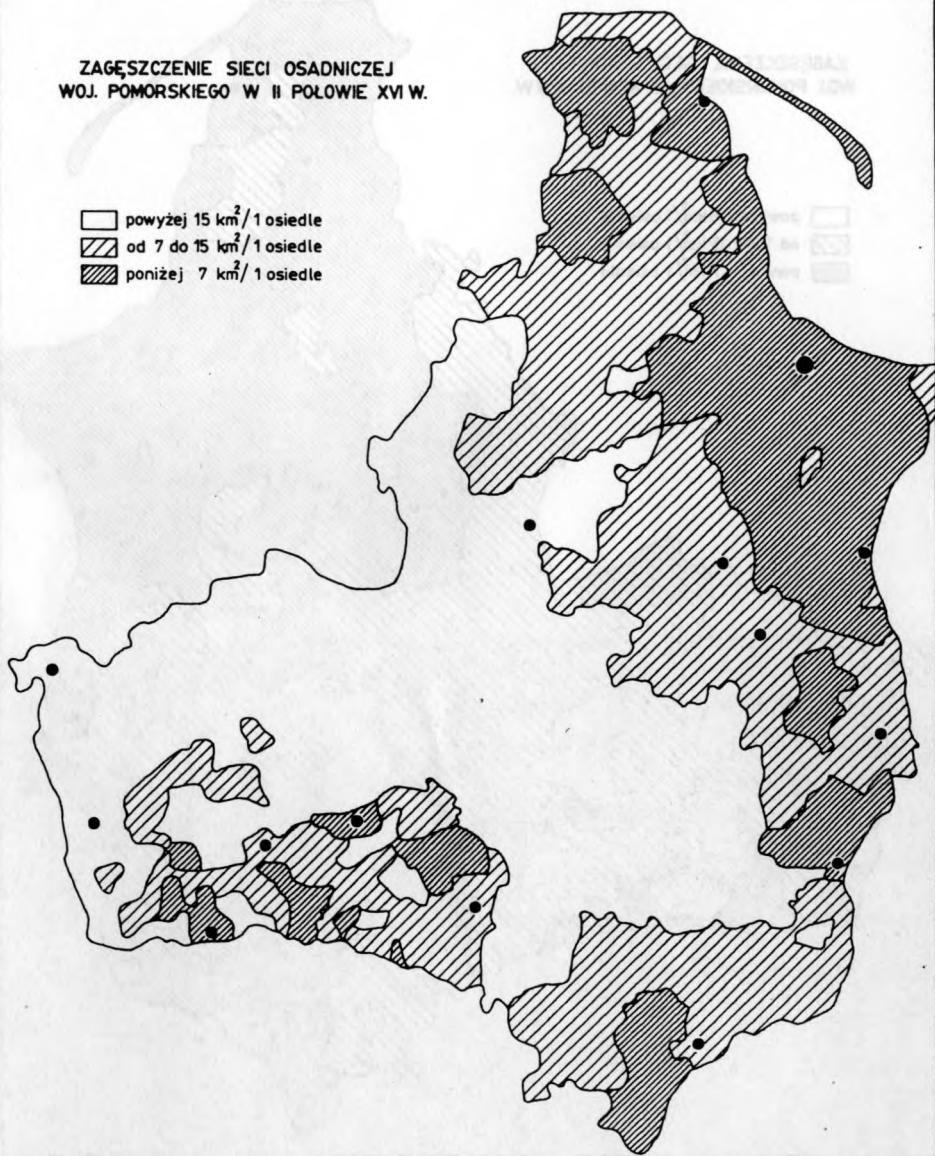 ZAGĘSZCZENIE SIECI OSADNICZEJ
WOJ. POMORSKIEGO W II POŁOWIE XVI W.
powyżej 15 km²/1 osiedle
od 7 do 15 km²/1 osiedle
poniżej 7 km²/1 osiedle